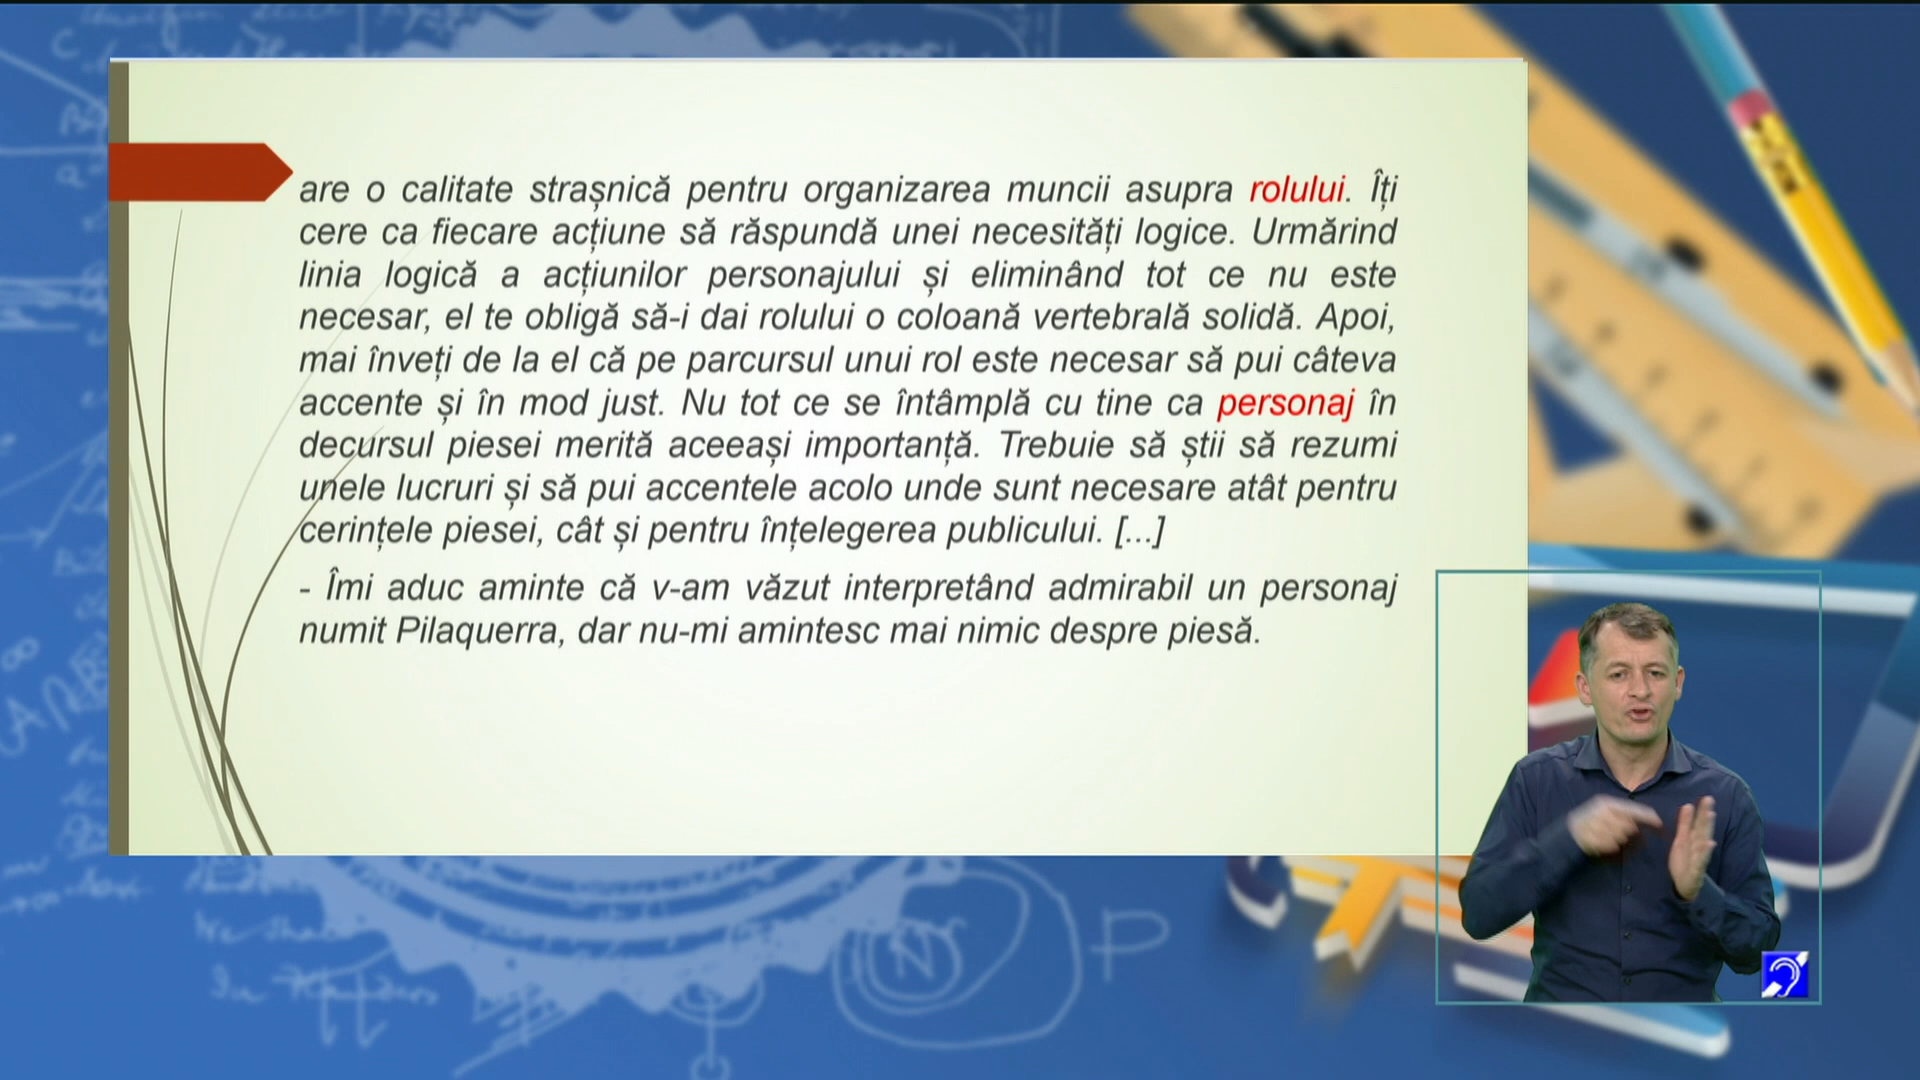 are o calitate strașnică pentru organizarea muncii asupra rolului. Îți
cere ca fiecare acțiune să răspundă unei necesități logice. Urmărind
linia logică a acțiunilor personajului și eliminând tot ce nu este
necesar, el te obligă să-i dai rolului o coloană vertebrală solidă. Apoi,
mai înveți de la el că pe parcursul unui rol este necesar să pui câteva
accente și în mod just. Nu tot ce se întâmplă cu tine ca personaj în
decursul piesei merită aceeași importanță. Trebuie să știi să rezumi
unele lucruri și să pui accentele acolo unde sunt necesare atât pentru
cerințele piesei, cât și pentru înțelegerea publicului. [...]
- Îmi aduc aminte că v-am văzut interpretând admirabil un personaj
numit Pilaquerra, dar nu-mi amintesc mai nimic despre piesă.
N
P